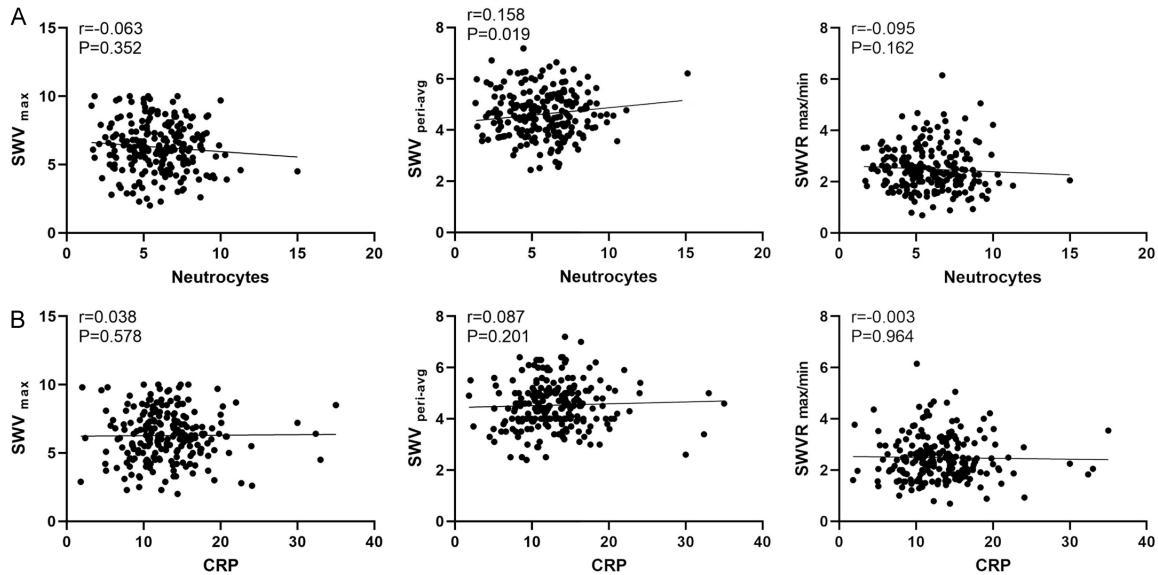 A
r=-0.063
P=0.352
15
10
5
0
SWV max
0 5 10 15 20
Neutrocytes
r=0.158
P=0.019
8
6
4
2
0
SWV peri-avg
0 5 10 15 20
Neutrocytes
r=-0.095
P=0.162
8
6
4
2
0
SWVR max/min
0 5 10 15 20
Neutrocytes
B
r=0.038
P=0.578
15
10
5
0
SWV max
0 10 20 30 40
CRP
r=0.087
P=0.201
8
6
4
2
0
SWV peri-avg
0 10 20 30 40
CRP
r=-0.003
P=0.964
8
6
4
2
0
SWVR max/min
0 10 20 30 40
CRP